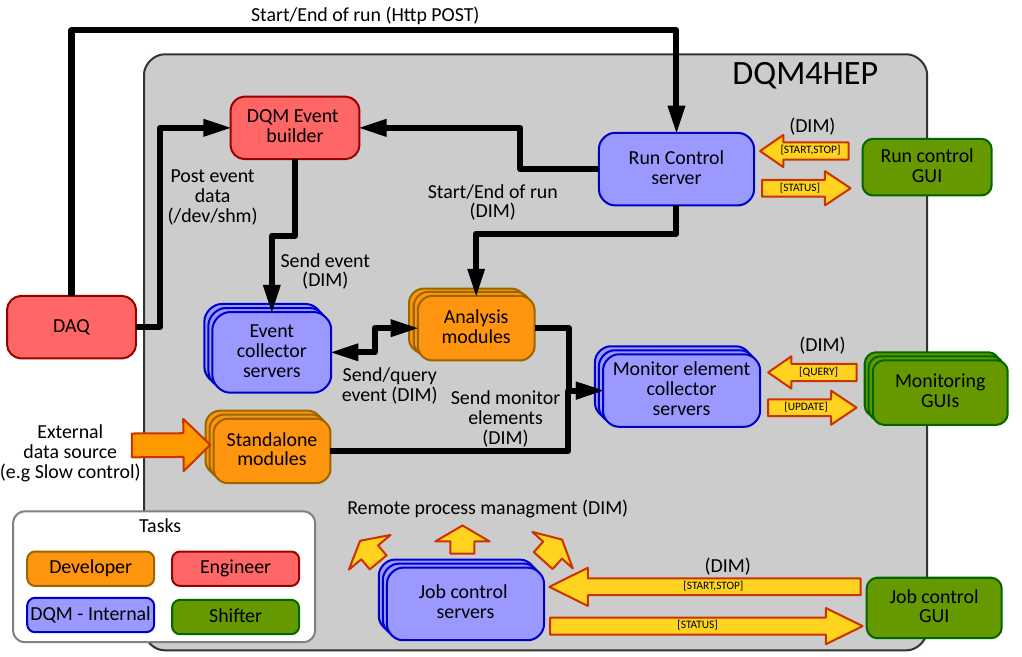 Start/End of run (Http POST)
DQM4HEP
DQM Event
builder
Run Control
server
(DIM)
[START,STOP]
[STATUS]
Run control
GUI
Post event
data
(/dev/shm)
Start/End of run
(DIM)
Send event
(DIM)
DAQ
Event
collector
servers
Analysis
modules
Send/query
event (DIM)
Monitor element
collector
servers
(DIM)
[QUERY]
[UPDATE]
Monitoring
GUIs
Send monitor
elements
(DIM)
External
data source
(e.g Slow control)
Standalone
modules
Remote process managment (DIM)
Tasks
Developer
Engineer
DQM - Internal
Shifter
Job control
servers
(DIM)
[START,STOP]
[STATUS]
Job control
GUI